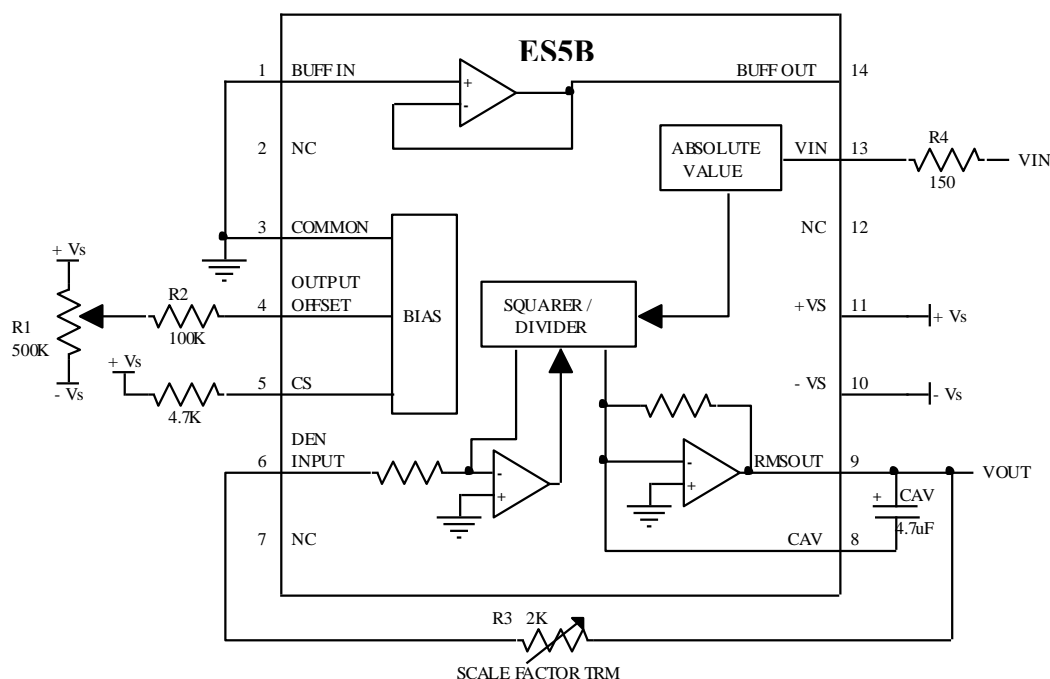 ES5B
1 BUFF IN
BUFF OUT 14
2 NC
ABSOLUTE
VALUE
VIN 13
R4
150
VIN
3 COMMON
NC 12
+ Vs
R1
500K
- Vs
R2
100K
OUTPUT
4 OFFSET
BIAS
SQUARER /
DIVIDER
+VS 11
+ Vs
+ Vs
4.7K
5 CS
- VS 10
- Vs
DEN
6 INPUT
-
+
-
+
+
-
RMSOUT 9
VOUT
+ CAV
4.7uF
7 NC
CAV 8
R3 2K
SCALE FACTOR TRM